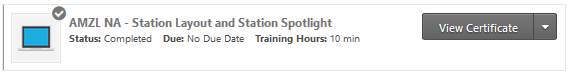 AMZL NA - Station Layout and Station Spotlight
Status: Completed Due: No Due Date Training Hours: 10 min
View Certificate